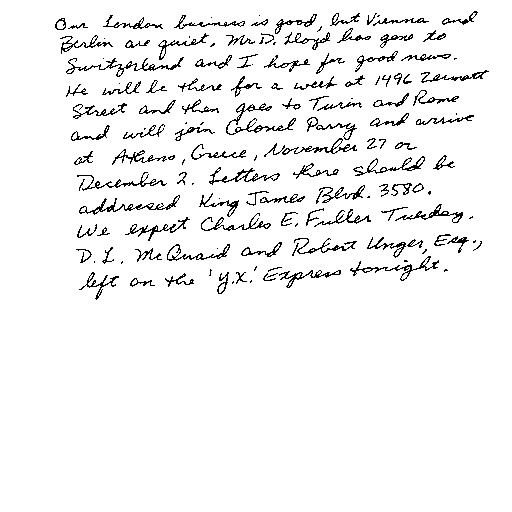 Our London business is good, but Vienna and
Berlin are quiet. Mr. D. Lloyd has gone to
Switzerland and I hope for good news.
He will be there for a week at 1496 Zermatt
Street and then goes to Turin and Rome
and will join Colonel Parry and arrive
at Athens, Greece, November 27 or
December 2. Letters there should be
addressed King James Blvd. 3580.
We expect Charles E. Fuller Tuesday.
D. L. McQuaid and Robert Unger, Esq.,
left on the 'Y.X.' Express tonight.